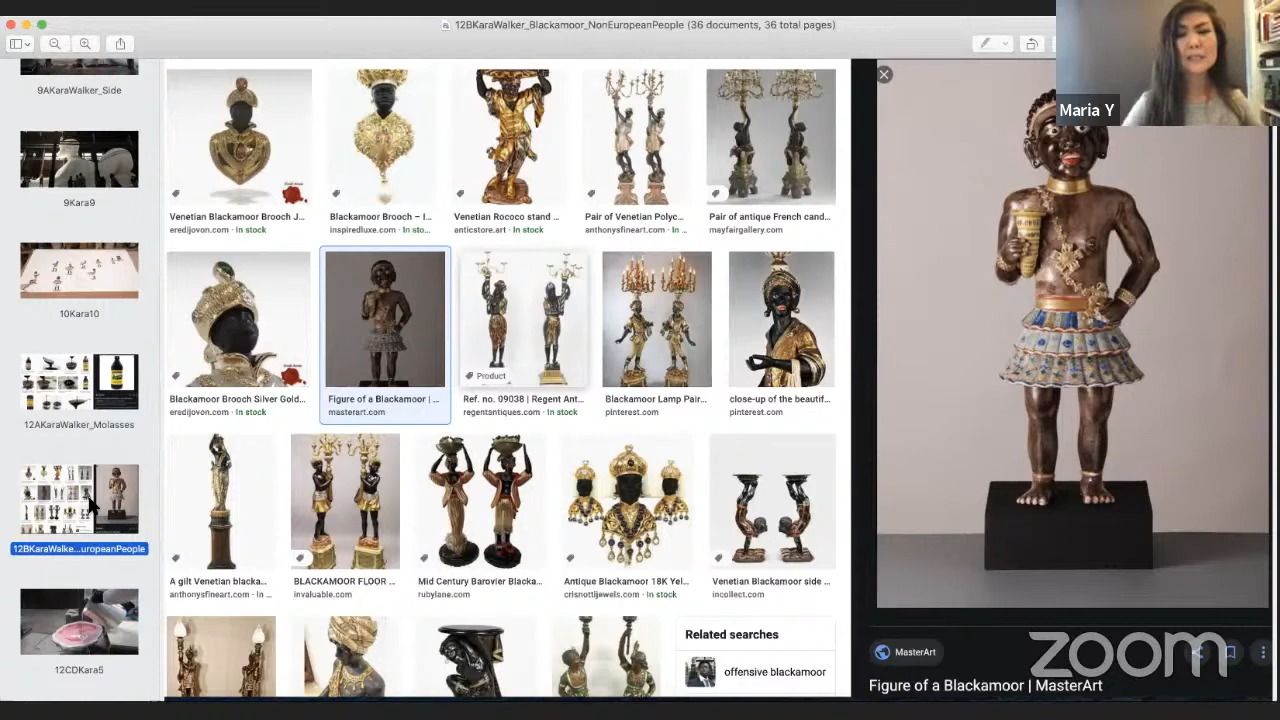 12BKaraWalker_Blackamoor_NonEuropeanPeople (36 documents, 36 total pages)
Maria Y
9AKaraWalker_Side
9Kara9
10Kara10
12AKaraWalker_Molasses
12BKaraWalke...uropeanPeople
12CDKara5
Venetian Blackamoor Brooch J...
eredijovon.com · In stock
Blackamoor Brooch – I...
inspiredluxe.com · In sto...
Venetian Rococo stand ...
anticstore.art · In stock
Pair of Venetian Polyc...
anthonysfineart.com · In ...
Pair of antique French cand...
mayfairgallery.com
Blackamoor Brooch Silver Gold...
eredijovon.com · In stock
Figure of a Blackamoor | ...
masterart.com
Product
Ref. no. 09038 | Regent Ant...
regentantiques.com · In stock
Blackamoor Lamp Pair...
pinterest.com
close-up of the beautif...
pinterest.com
A gilt Venetian blacka...
anthonysfineart.com · In ...
BLACKAMOOR FLOOR ...
invaluable.com
Mid Century Barovier Blacka...
rubylane.com
Antique Blackamoor 18K Yel...
crisnottijewels.com · In stock
Venetian Blackamoor side ...
incollect.com
Related searches
offensive blackamoor
MasterArt
Figure of a Blackamoor | MasterArt
zoom